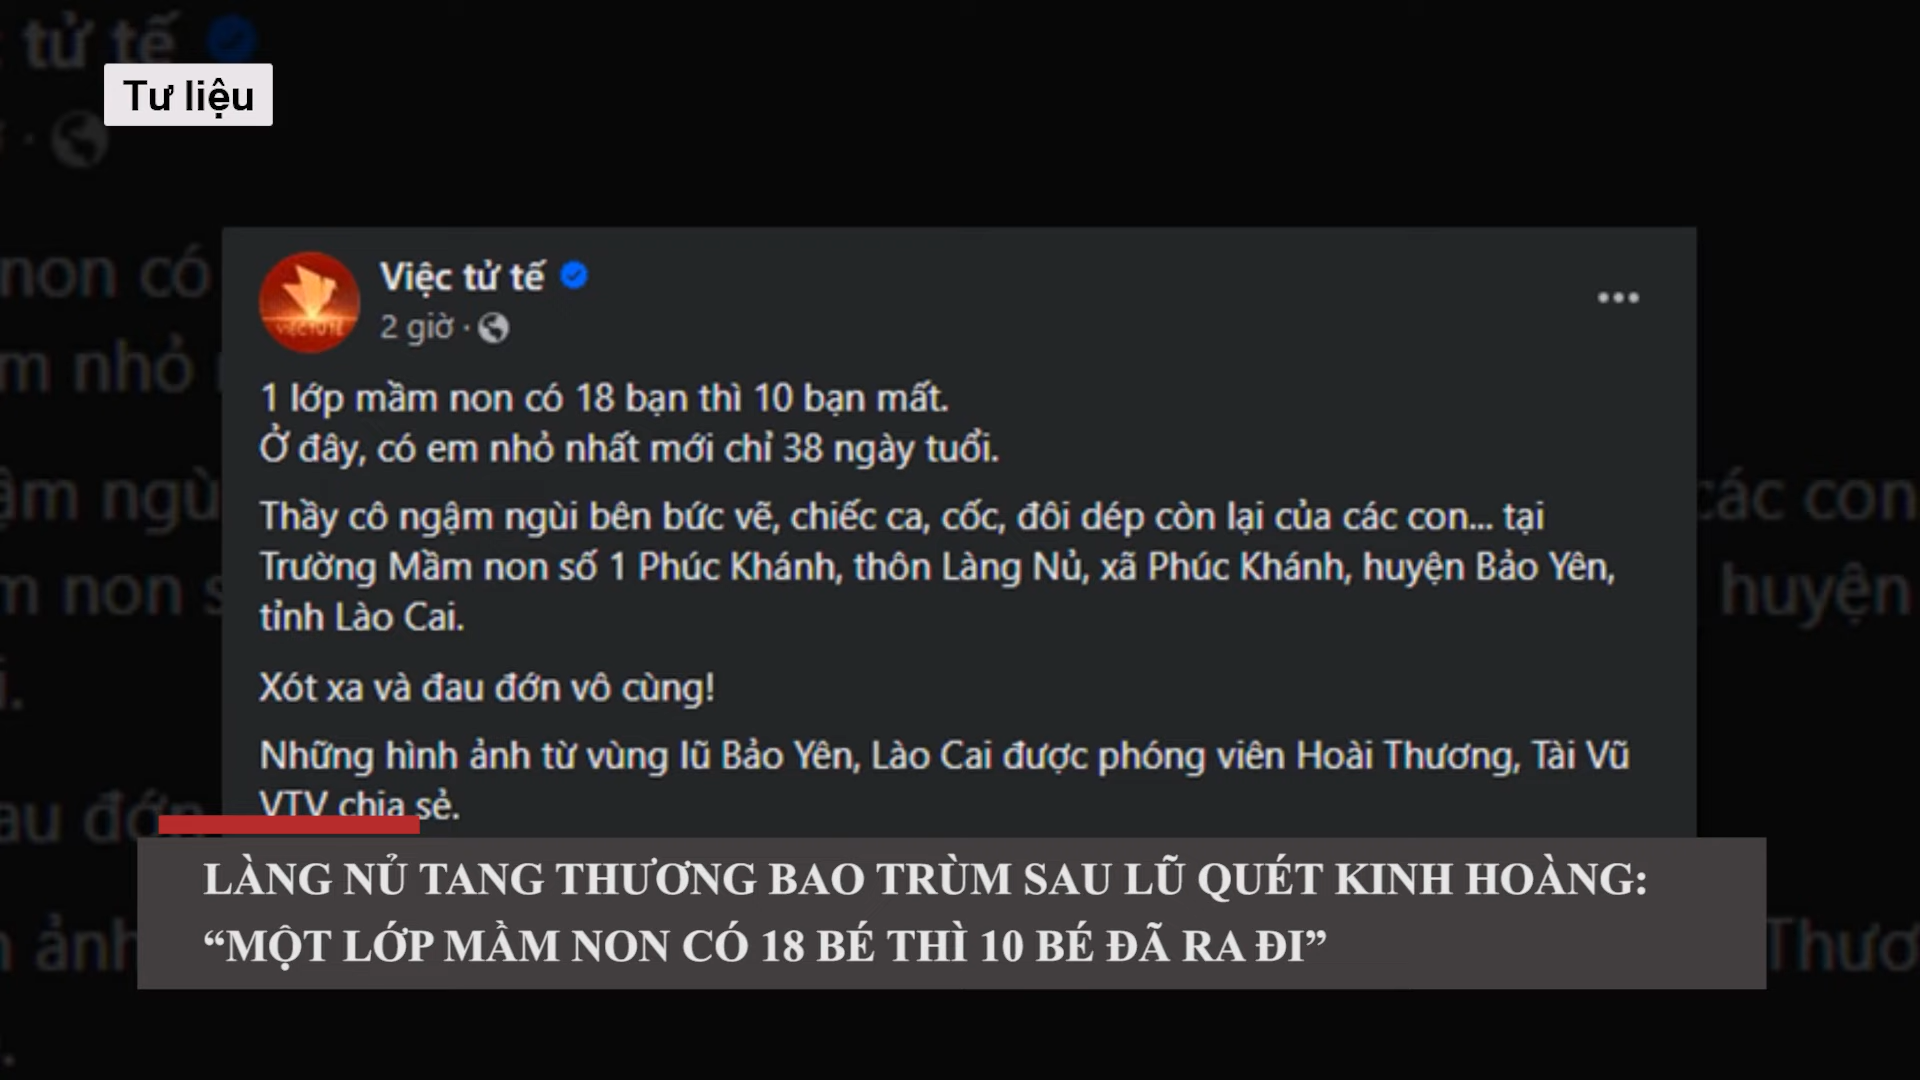 Tư liệu
Việc tử tế
2 giờ ·
1 lớp mầm non có 18 bạn thì 10 bạn mất.
Ở đây, có em nhỏ nhất mới chỉ 38 ngày tuổi.
Thầy cô ngậm ngùi bên bức vẽ, chiếc ca, cốc, đôi dép còn lại của các con... tại
Trường Mầm non số 1 Phúc Khánh, thôn Làng Nủ, xã Phúc Khánh, huyện Bảo Yên,
tỉnh Lào Cai.
Xót xa và đau đớn vô cùng!
Những hình ảnh từ vùng lũ Bảo Yên, Lào Cai được phóng viên Hoài Thương, Tài Vũ
VTV chia sẻ.
LÀNG NỦ TANG THƯƠNG BAO TRÙM SAU LŨ QUÉT KINH HOÀNG:
“MỘT LỚP MẦM NON CÓ 18 BÉ THÌ 10 BÉ ĐÃ RA ĐI”